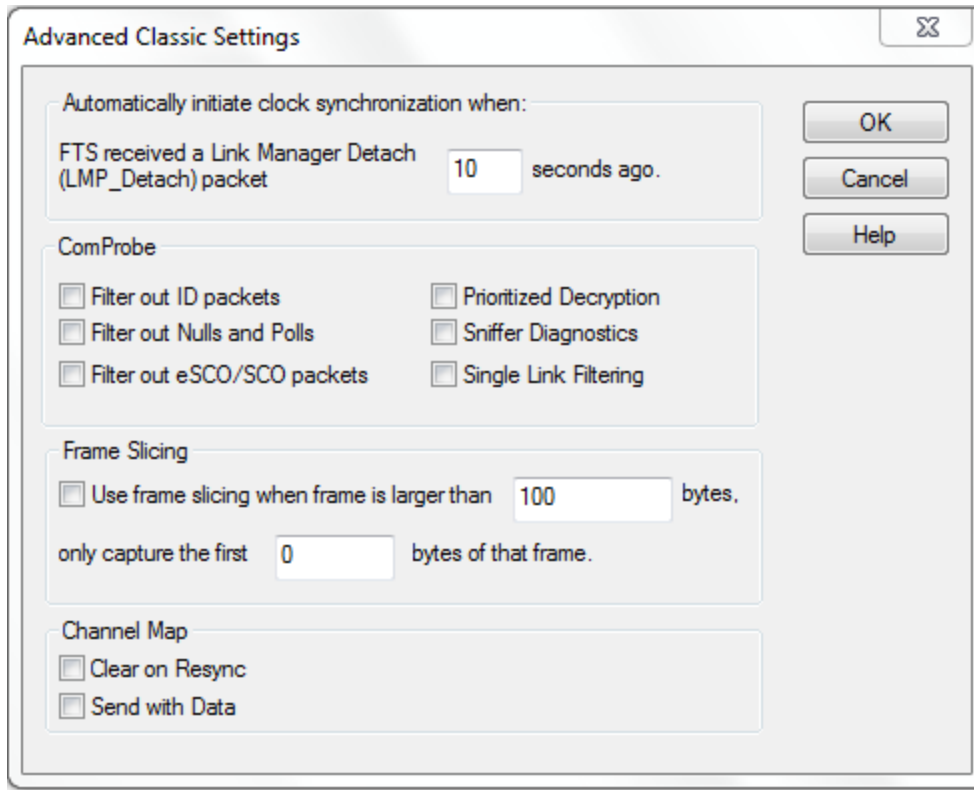 Advanced Classic Settings
Automatically initiate clock synchronization when:
FTS received a Link Manager Detach
(LMP_Detach) packet
10 seconds ago.
OK
Cancel
Help
ComProbe
Filter out ID packets
Prioritized Decryption
Filter out Nulls and Polls
Sniffer Diagnostics
Filter out eSCO/SCO packets
Single Link Filtering
Frame Slicing
Use frame slicing when frame is larger than 100 bytes,
only capture the first 0 bytes of that frame.
Channel Map
Clear on Resync
Send with Data